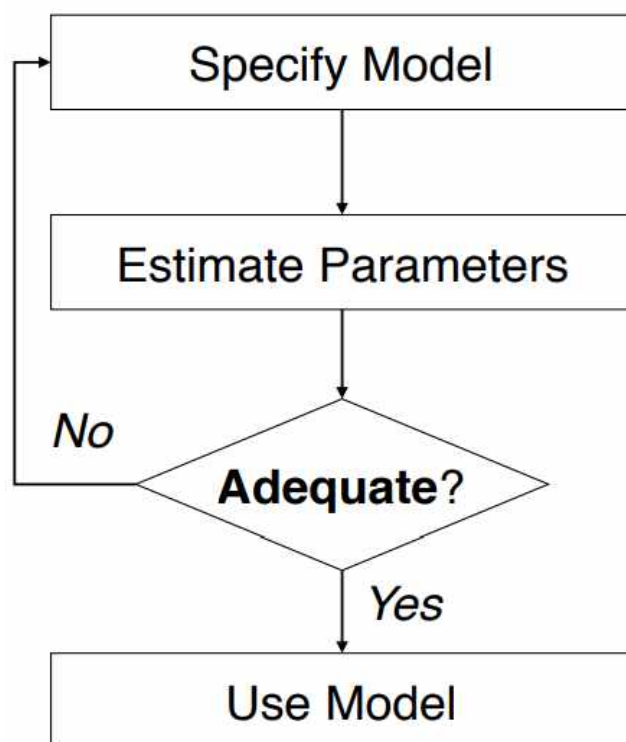 Specify Model
Estimate Parameters
No
Adequate?
Yes
Use Model